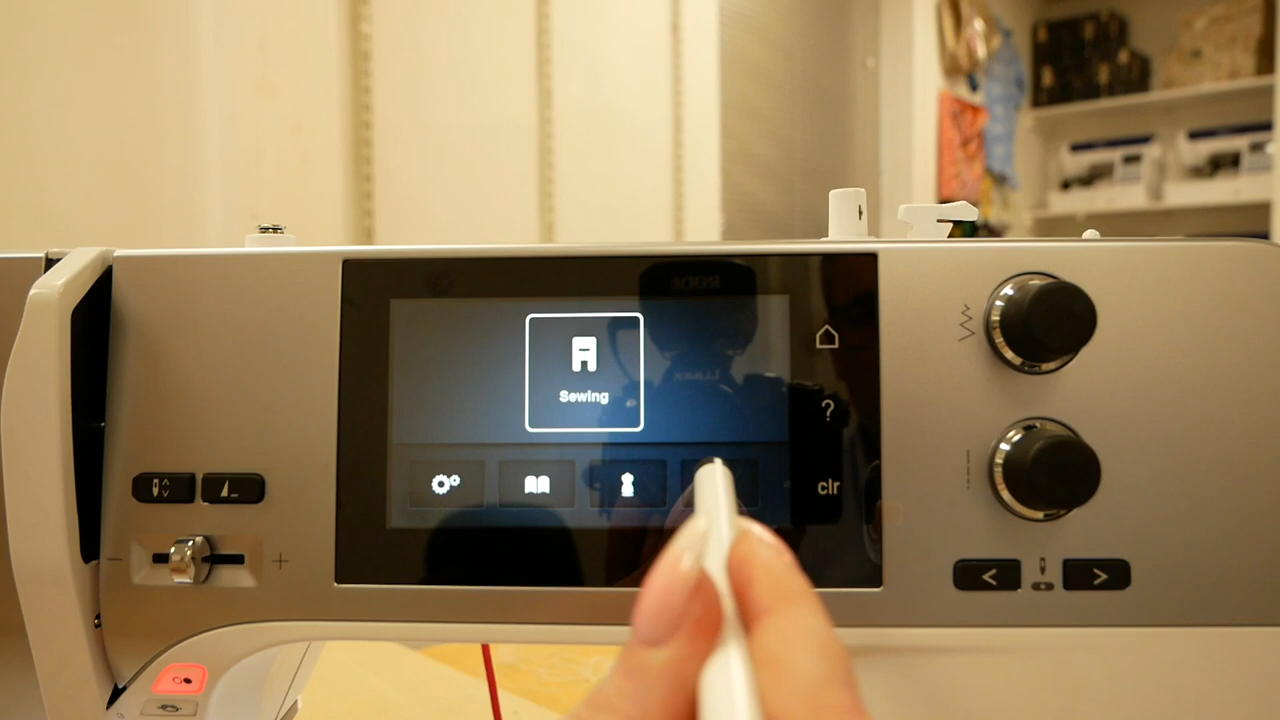 Sewing
?
clr
- +
< >